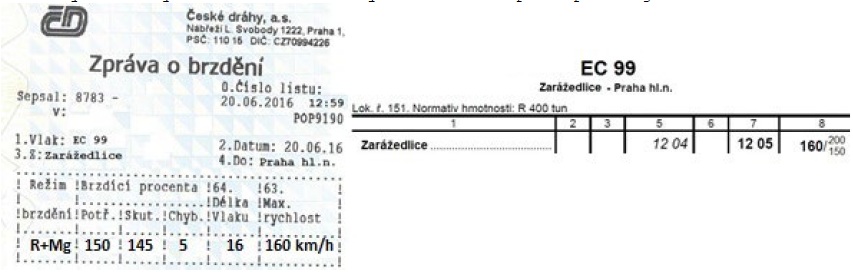 České dráhy, a.s.
Nábřeží L. Svobody 1222, Praha 1,
PSČ: 110 15 DIČ: CZ70994226
Zpráva o brzdění
0.Číslo listu:
Sepsal: 8783 -
20.06.2016 12:59
v:
POP9190
1.Vlak: EC 99
2.Datum: 20.06.16
3.Z: Zarážedlice
4.Do: Praha hl.n.
! Režim !Brzdící procenta !64. !63. !
! !................!Délka !Max. !
!brzdění!Potř.!Skut.!Chyb.!Vlaku !rychlost !
! R+Mg ! 150 ! 145 ! 5 ! 16 ! 160 km/h !
EC 99
Zarážedlice - Praha hl.n.
Lok. ř. 151. Normativ hmotnosti: R 400 tun
1 2 3 5 6 7 8
Zarážedlice .............................. 12 04 12 05 160/200
150